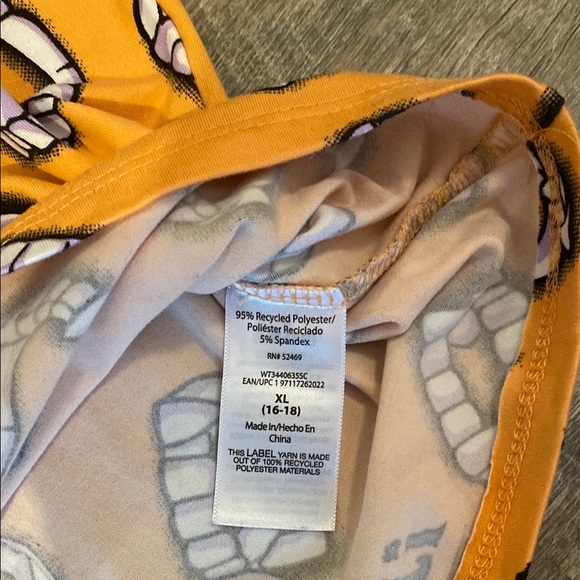 95% Recycled Polyester/
Poliéster Reciclado
5% Spandex
RN# 52469
WT3440635SC
EAN/UPC 1 97117262022
XL
(16-18)
Made In/Hecho En
China
THIS LABEL YARN IS MADE
OUT OF 100% RECYCLED
POLYESTER MATERIALS